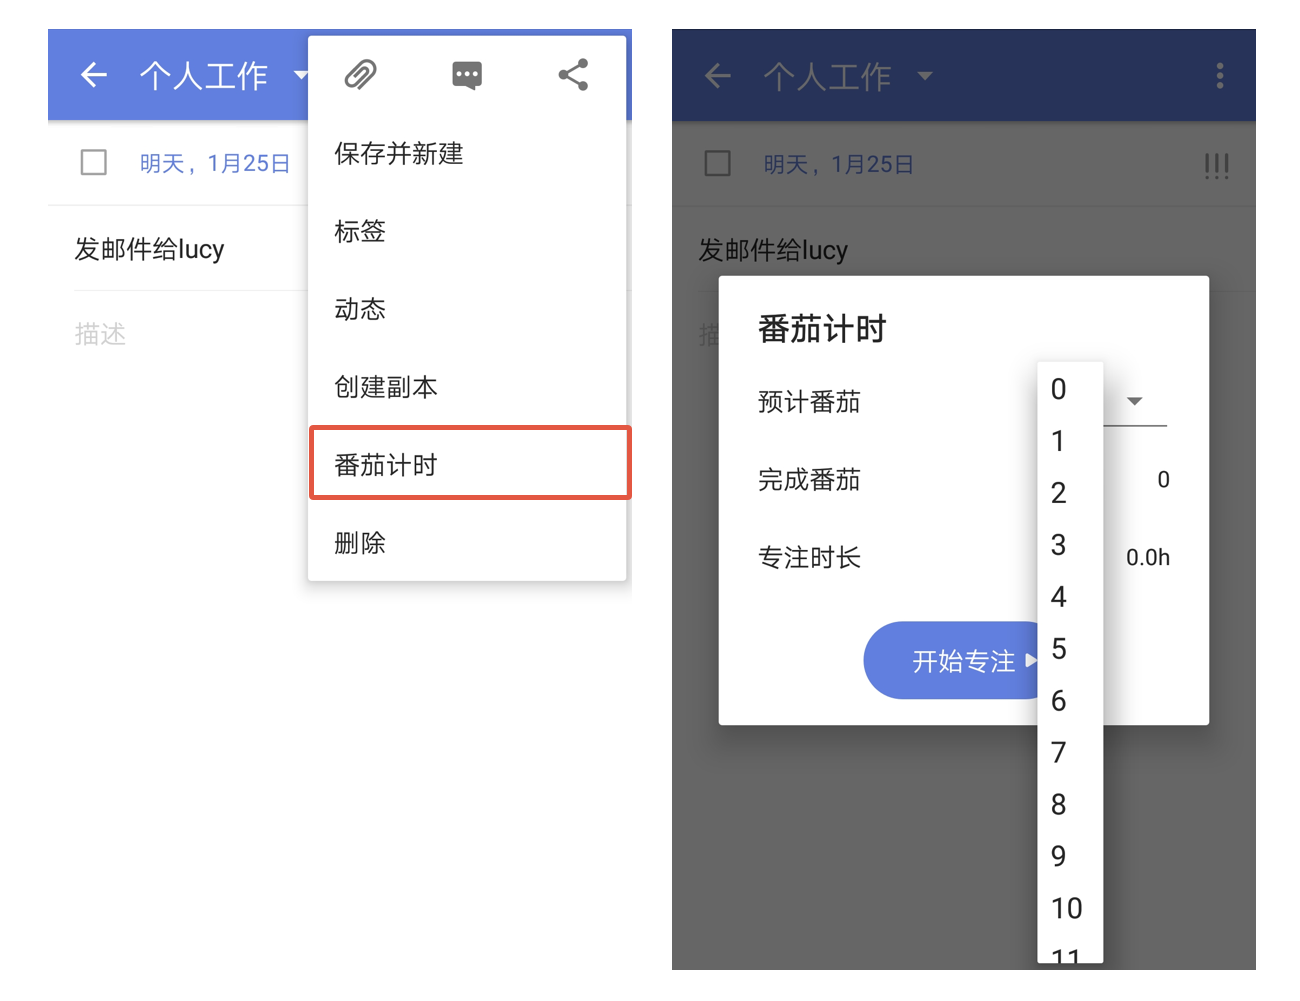 个人工作
保存并新建
明天，1月25日
标签
发邮件给lucy
动态
描述
创建副本
番茄计时
删除
个人工作
明天，1月25日
发邮件给lucy
描
番茄计时
预计番茄
完成番茄
0
专注时长
0.0h
开始专注
0
1
2
3
4
5
6
7
8
9
10
11